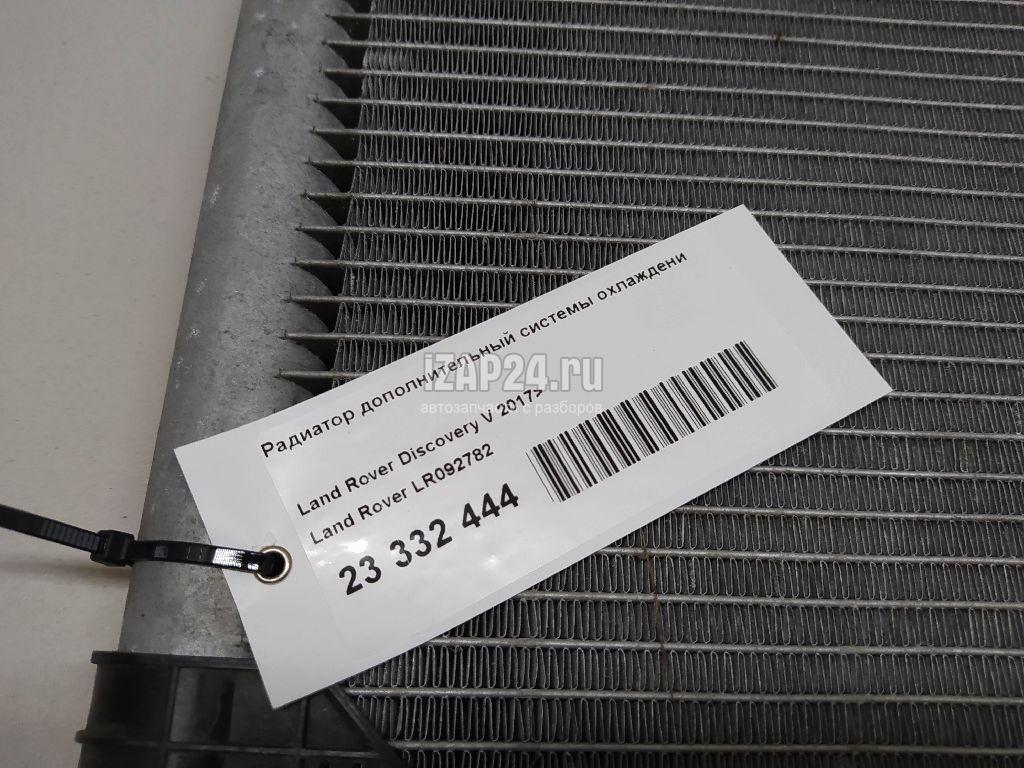 Радиатор дополнительный системы охлаждени
iZAP24.ru
автозапчасти с разборов
Land Rover Discovery V 2017>
Land Rover LR092782
23 332 444